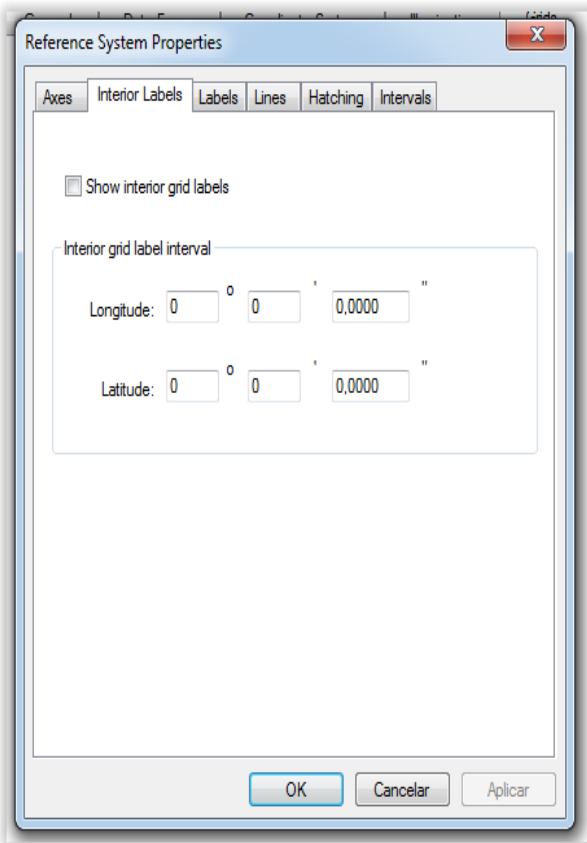 Reference System Properties
X
Axes Interior Labels Labels Lines Hatching Intervals
Show interior grid labels
Interior grid label interval
Longitude: 0 o 0 ' 0,0000 "
Latitude: 0 o 0 ' 0,0000 "
OK Cancelar Aplicar